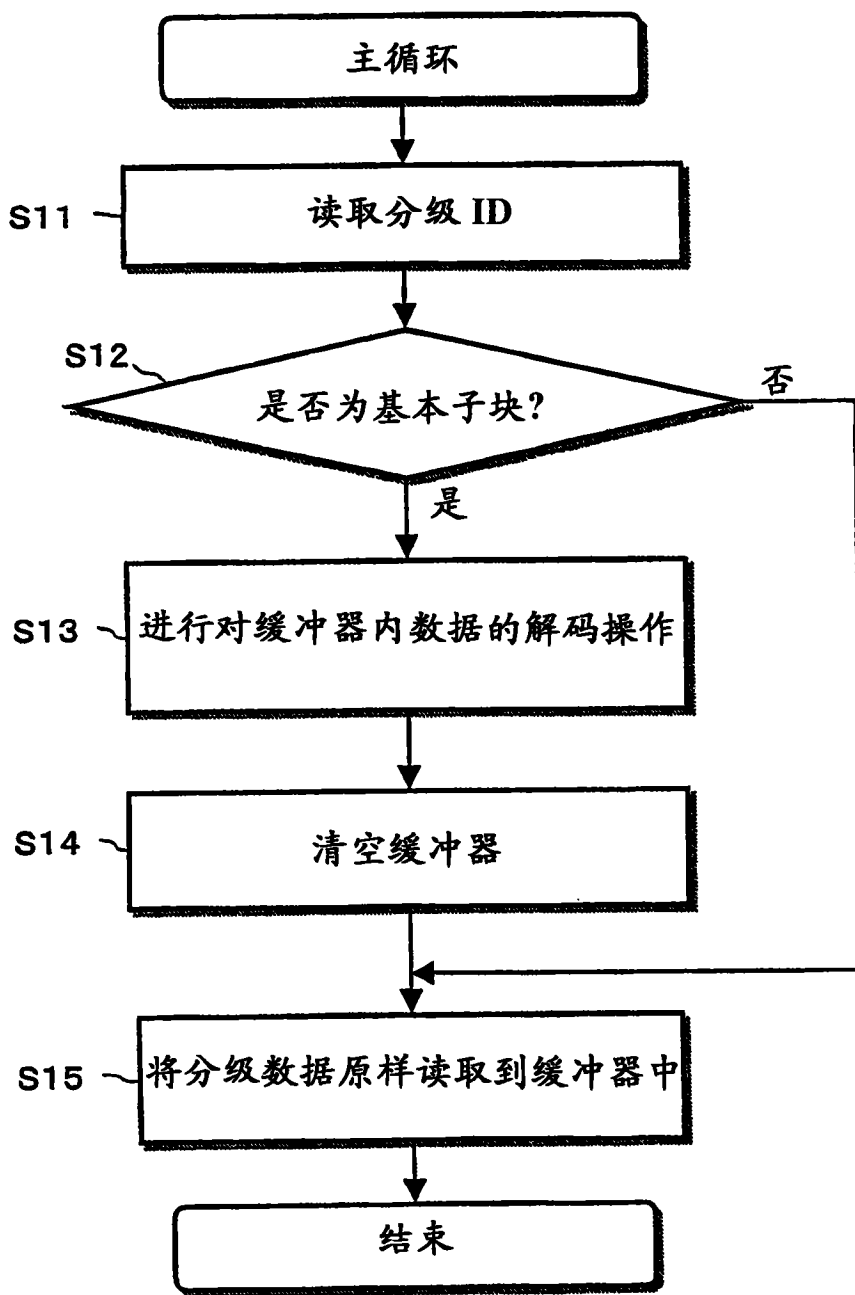 主循环
S11
读取分级 ID
S12
是否为基本子块?
否
是
S13
进行对缓冲器内数据的解码操作
S14
清空缓冲器
S15
将分级数据原样读取到缓冲器中
结束